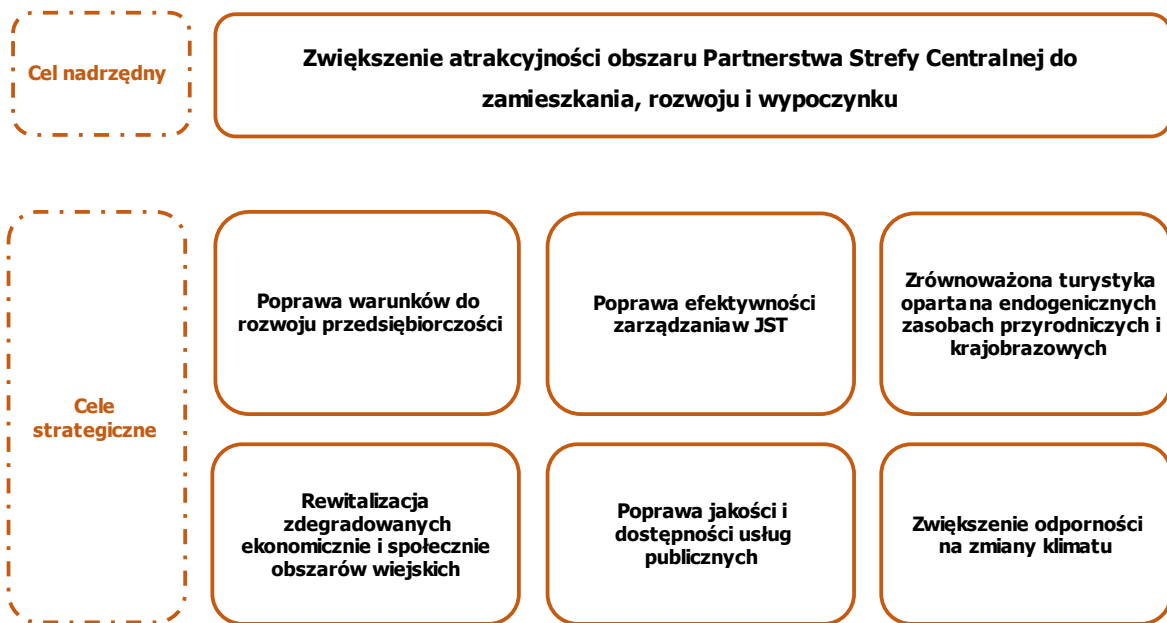 Cel nadrzędny
Zwiększenie atrakcyjności obszaru Partnerstwa Strefy Centralnej do
zamieszkania, rozwoju i wypoczynku
Cele
strategiczne
Poprawa warunków do
rozwoju przedsiębiorczości
Poprawa efektywności
zarządzaniaw JST
Zrównoważona turystyka
opartana endogenicznych
zasobach przyrodniczych i
krajobrazowych
Rewitalizacja
zdegradowanych
ekonomicznie i społecznie
obszarów wiejskich
Poprawa jakości i
dostępności usług
publicznych
Zwiększenie odporności
na zmiany klimatu